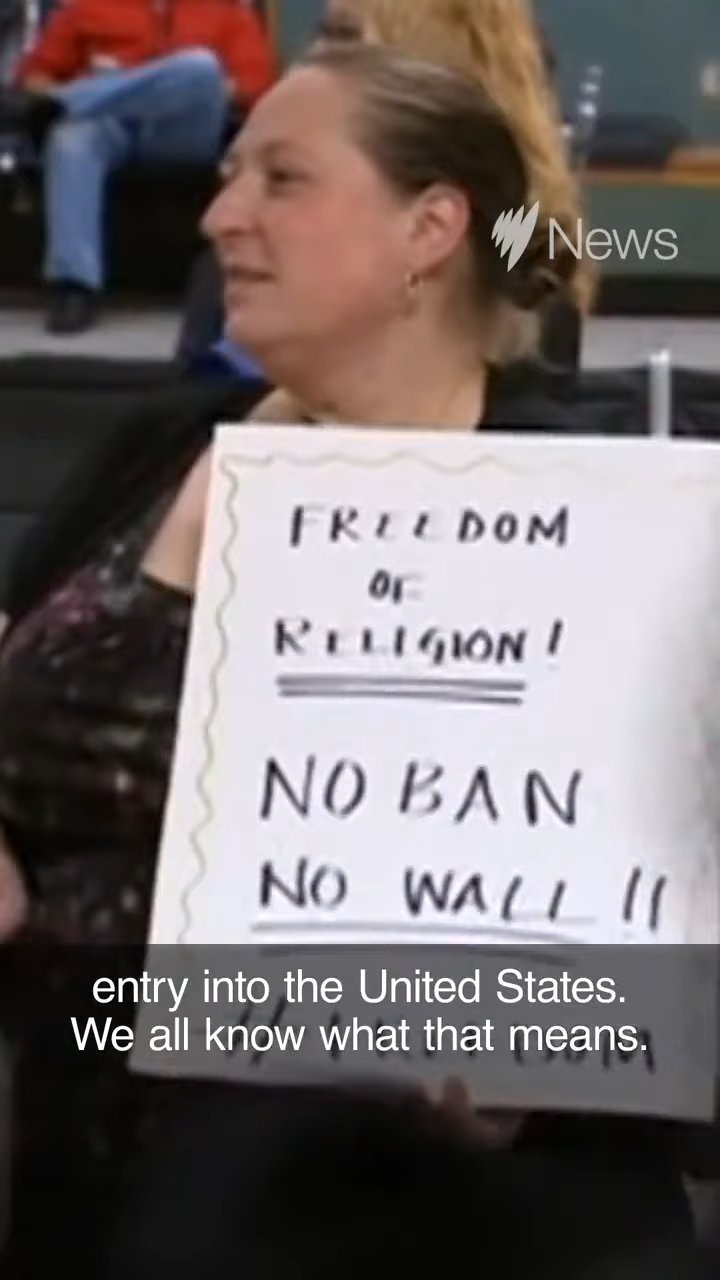 News
FREEDOM
OF
RELIGION!
NO BAN
NO WALL!!
entry into the United States.
We all know what that means.